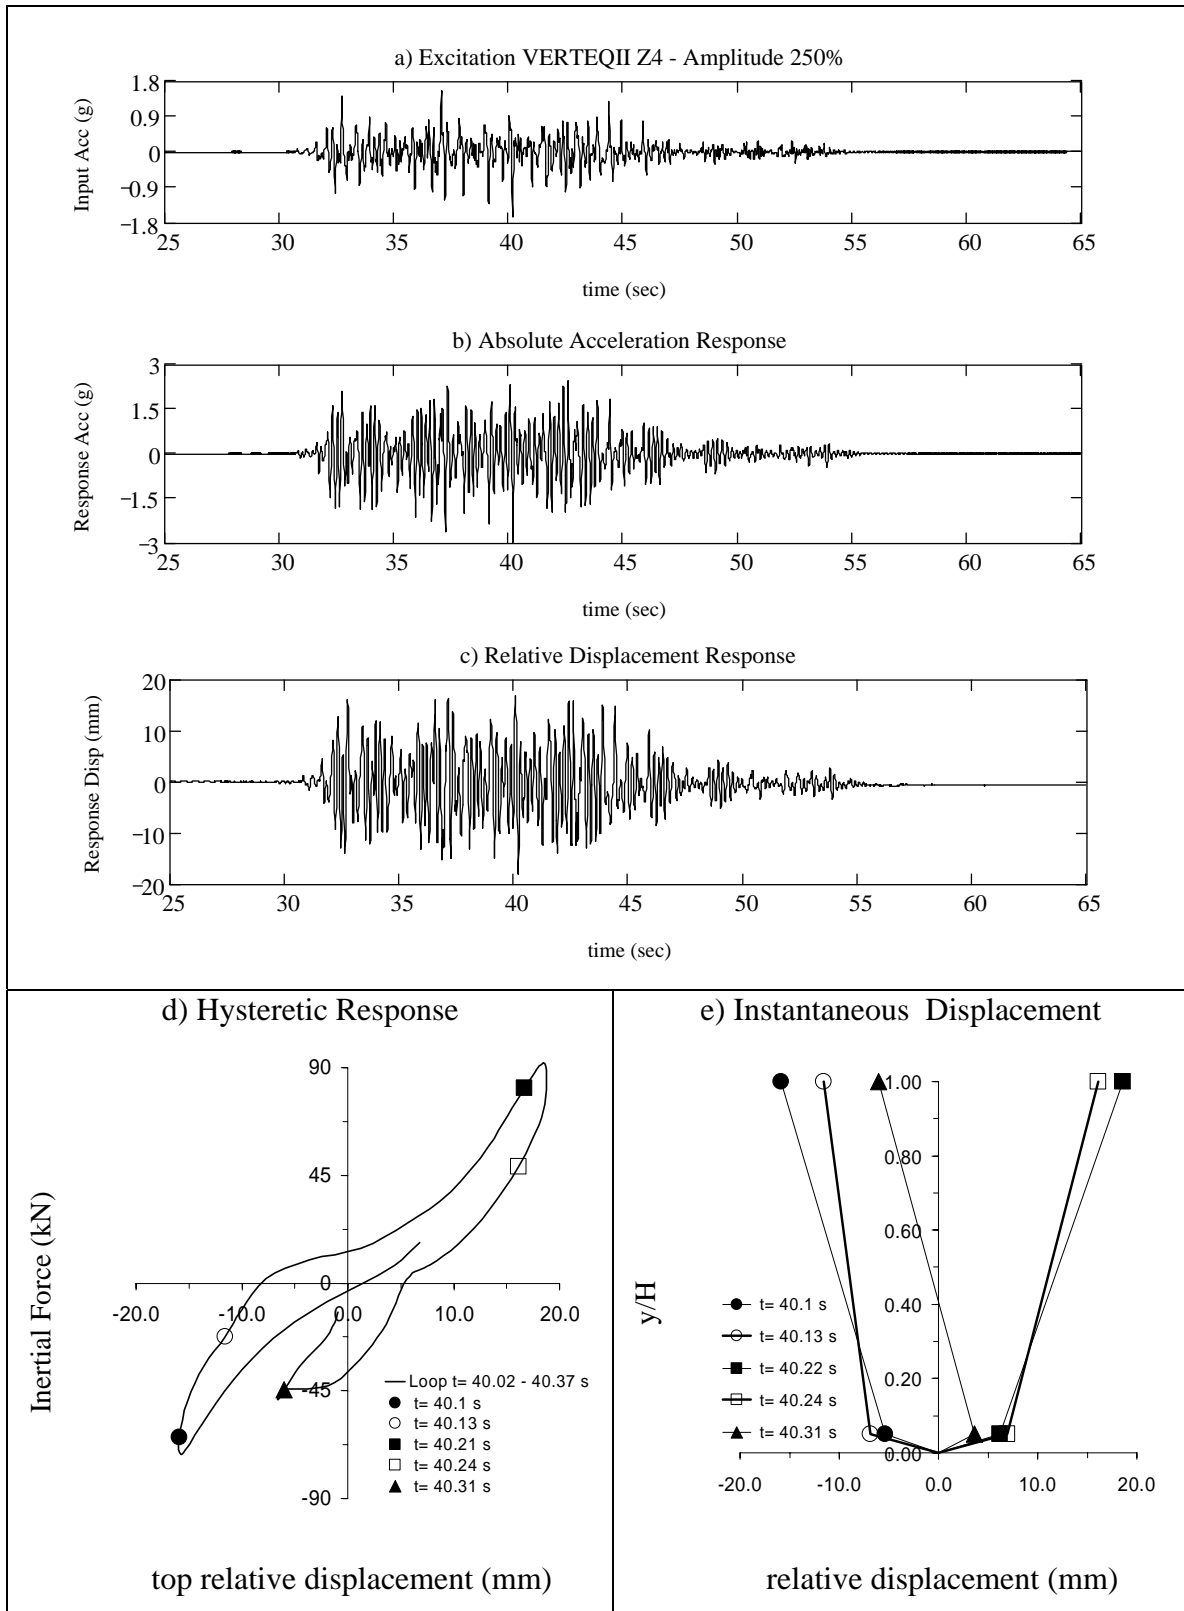 a) Excitation VERTEQII Z4 - Amplitude 250%
Input Acc (g)
1.8
0.9
0
−0.9
−1.8
25 30 35 40 45 50 55 60 65
time (sec)
b) Absolute Acceleration Response
Response Acc (g)
3
1.5
0
−1.5
−3
25 30 35 40 45 50 55 60 65
time (sec)
c) Relative Displacement Response
Response Disp (mm)
20
10
0
−10
−20
25 30 35 40 45 50 55 60 65
time (sec)
d) Hysteretic Response
Inertial Force (kN)
90
45
0
-45
-90
-20.0 -10.0 0.0 10.0 20.0
Loop t= 40.02 - 40.37 s
t= 40.1 s
t= 40.13 s
t= 40.21 s
t= 40.24 s
t= 40.31 s
top relative displacement (mm)
e) Instantaneous Displacement
y/H
1.00
0.80
0.60
0.40
0.20
0.00
-20.0 -10.0 0.0 10.0 20.0
t= 40.1 s
t= 40.13 s
t= 40.22 s
t= 40.24 s
t= 40.31 s
relative displacement (mm)